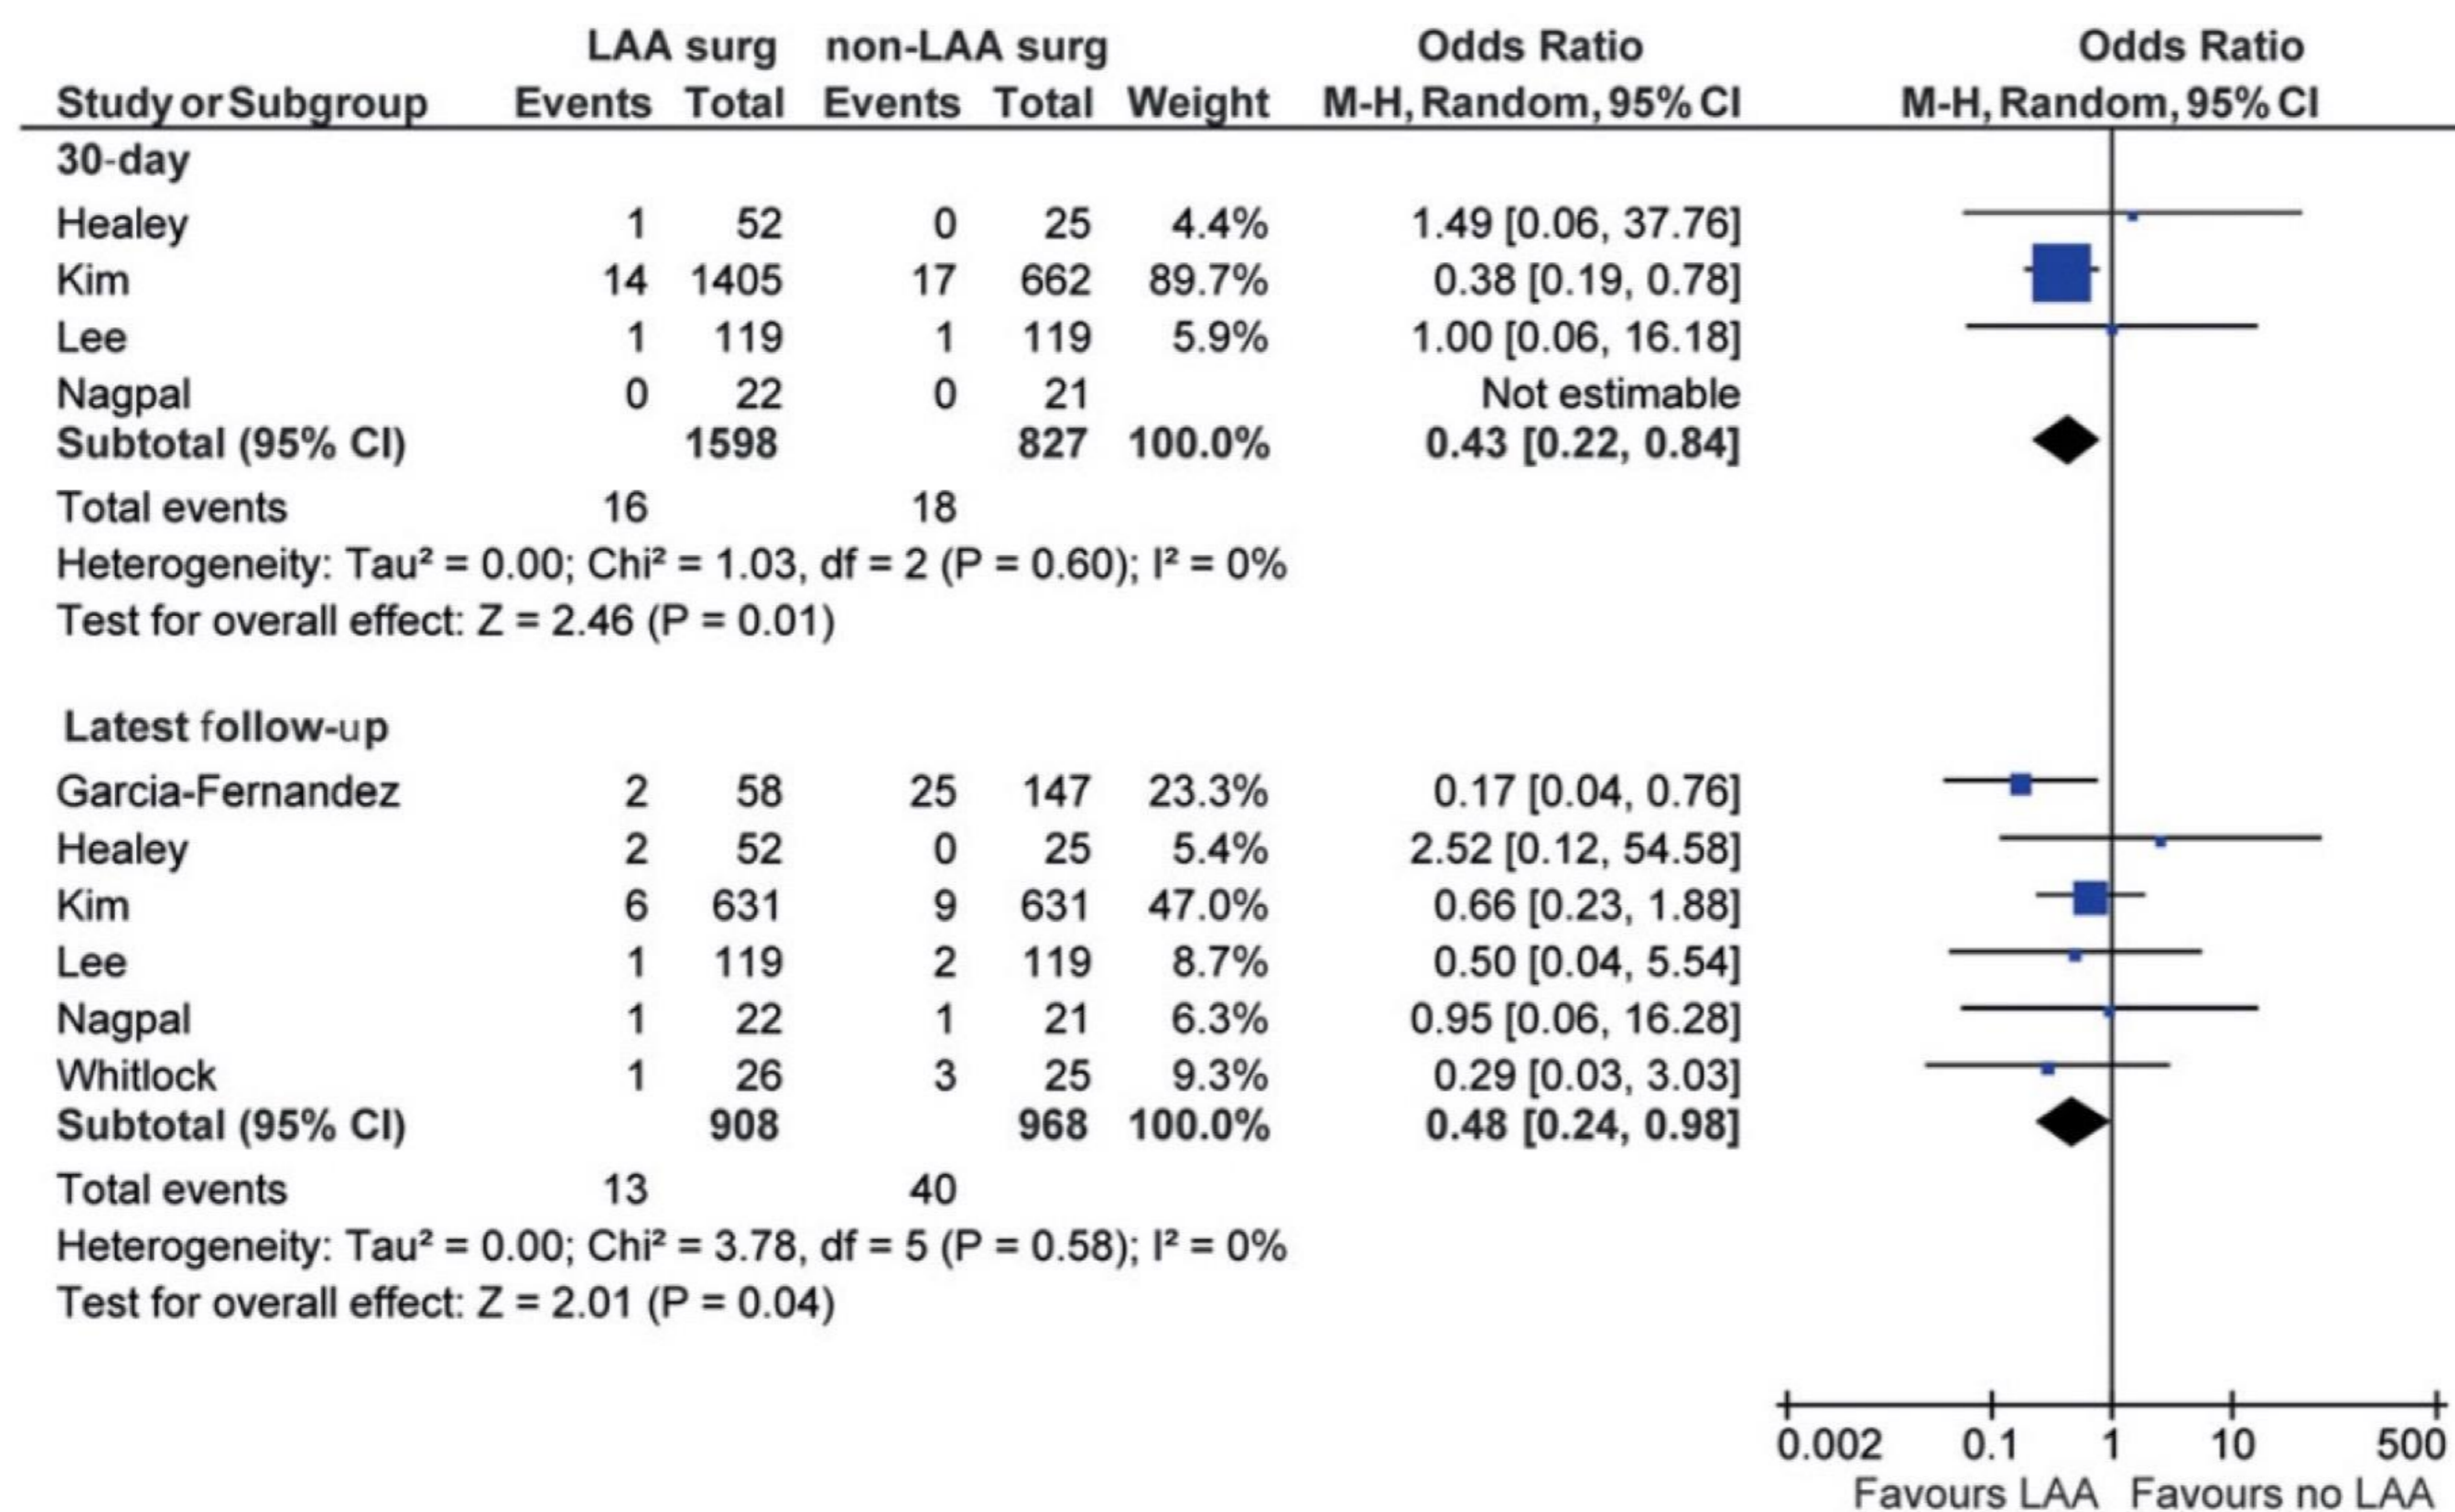 LAA surg non-LAA surg Odds Ratio Odds Ratio
Study or Subgroup Events Total Events Total Weight M-H, Random, 95% CI M-H, Random, 95% CI
30-day
Healey 1 52 0 25 4.4% 1.49 [0.06, 37.76]
Kim 14 1405 17 662 89.7% 0.38 [0.19, 0.78]
Lee 1 119 1 119 5.9% 1.00 [0.06, 16.18]
Nagpal 0 22 0 21 Not estimable
Subtotal (95% CI) 1598 827 100.0% 0.43 [0.22, 0.84]
Total events 16 18
Heterogeneity: Tau² = 0.00; Chi² = 1.03, df = 2 (P = 0.60); I² = 0%
Test for overall effect: Z = 2.46 (P = 0.01)
Latest follow-up
Garcia-Fernandez 2 58 25 147 23.3% 0.17 [0.04, 0.76]
Healey 2 52 0 25 5.4% 2.52 [0.12, 54.58]
Kim 6 631 9 631 47.0% 0.66 [0.23, 1.88]
Lee 1 119 2 119 8.7% 0.50 [0.04, 5.54]
Nagpal 1 22 1 21 6.3% 0.95 [0.06, 16.28]
Whitlock 1 26 3 25 9.3% 0.29 [0.03, 3.03]
Subtotal (95% CI) 908 968 100.0% 0.48 [0.24, 0.98]
Total events 13 40
Heterogeneity: Tau² = 0.00; Chi² = 3.78, df = 5 (P = 0.58); I² = 0%
Test for overall effect: Z = 2.01 (P = 0.04)
0.002 0.1 1 10 500
Favours LAA Favours no LAA